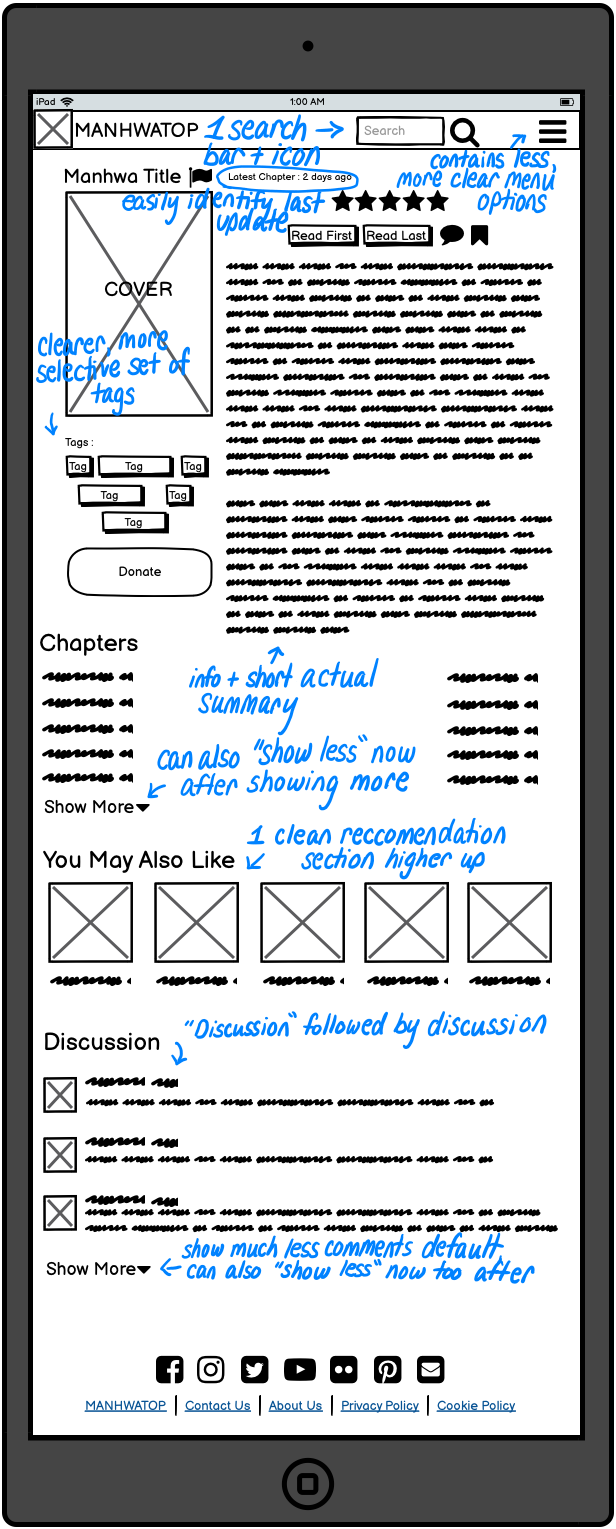 iPad 1:00 AM
MANHWATOP 1 search → Search
bar + icon
contains less,
more clear menu
options
Manhwa Title Latest Chapter : 2 days ago
easily identify last
update
Read First Read Last
COVER
clearer, more
selective set of
tags
Tags :
Tag Tag Tag
Tag Tag
Tag
Donate
info + short actual
summary
Chapters
can also "show less" now
after showing more
Show More
1 clean reccomendation
section higher up
You May Also Like
"Discussion" followed by discussion
Discussion
show much less comments default,
can also "show less" now too after
Show More
MANHWATOP | Contact Us | About Us | Privacy Policy | Cookie Policy